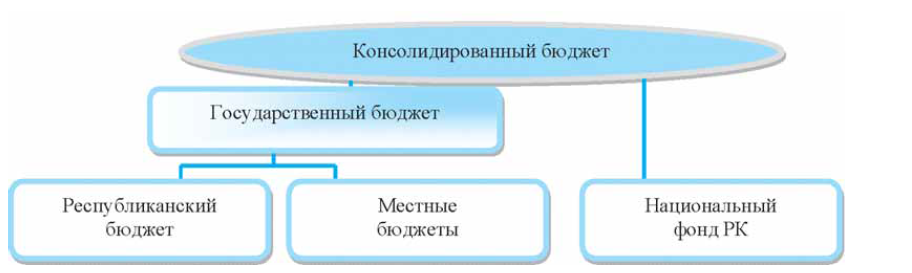 Консолидированный бюджет
Государственный бюджет
Республиканский
бюджет
Местные
бюджеты
Национальный
фонд РК